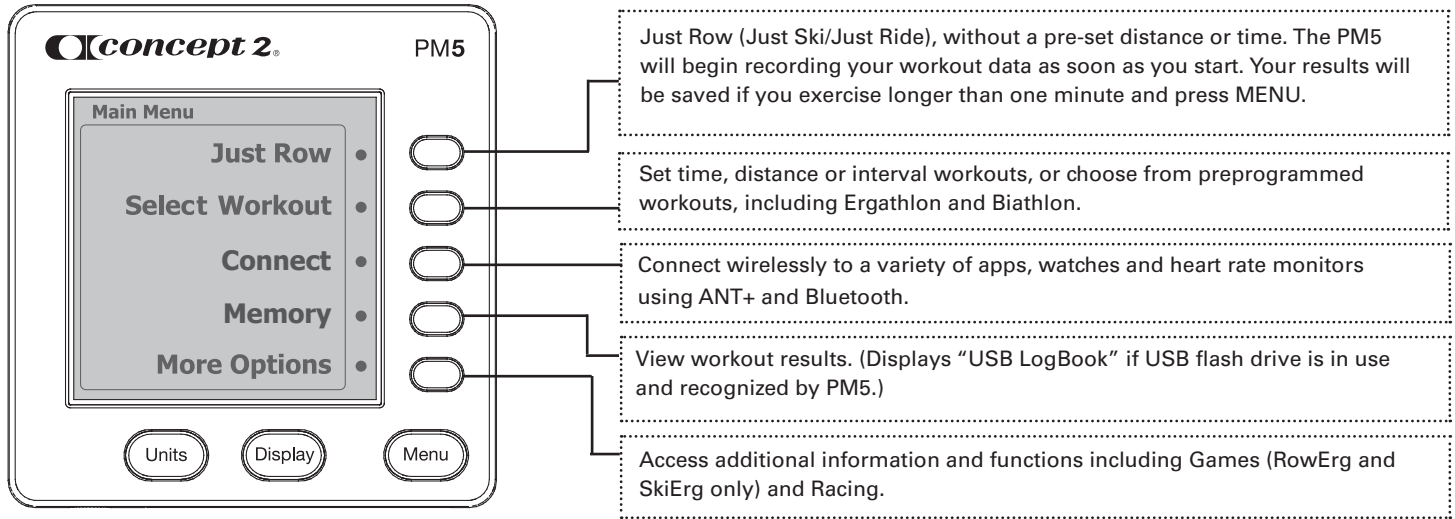 concept 2®
PM5
Main Menu
Just Row
Select Workout
Connect
Memory
More Options
Units
Display
Menu
Just Row (Just Ski/Just Ride), without a pre-set distance or time. The PM5
will begin recording your workout data as soon as you start. Your results will
be saved if you exercise longer than one minute and press MENU.
Set time, distance or interval workouts, or choose from preprogrammed
workouts, including Ergathlon and Biathlon.
Connect wirelessly to a variety of apps, watches and heart rate monitors
using ANT+ and Bluetooth.
View workout results. (Displays “USB LogBook” if USB flash drive is in use
and recognized by PM5.)
Access additional information and functions including Games (RowErg and
SkiErg only) and Racing.